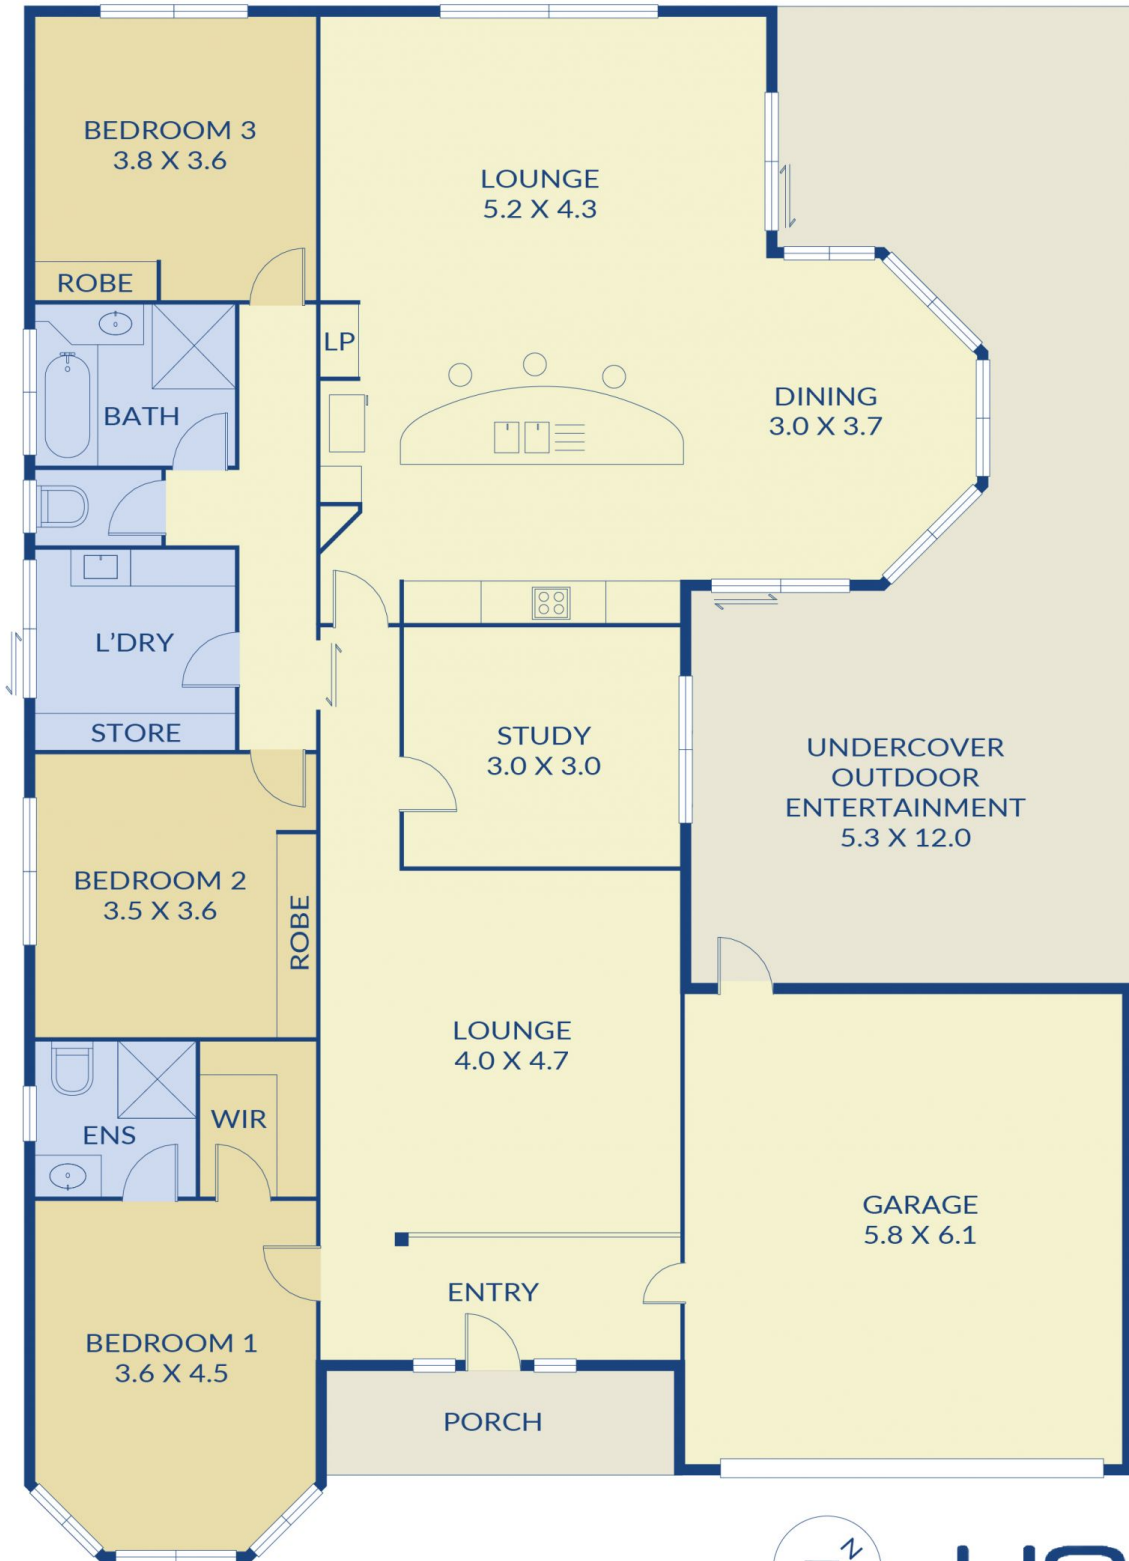 BEDROOM 3
3.8 X 3.6
LOUNGE
5.2 X 4.3
ROBE
LP
BATH
DINING
3.0 X 3.7
L'DRY
STORE
STUDY
3.0 X 3.0
UNDERCOVER
OUTDOOR
ENTERTAINMENT
5.3 X 12.0
BEDROOM 2
3.5 X 3.6
ROBE
LOUNGE
4.0 X 4.7
WIR
ENS
GARAGE
5.8 X 6.1
ENTRY
BEDROOM 1
3.6 X 4.5
PORCH
N